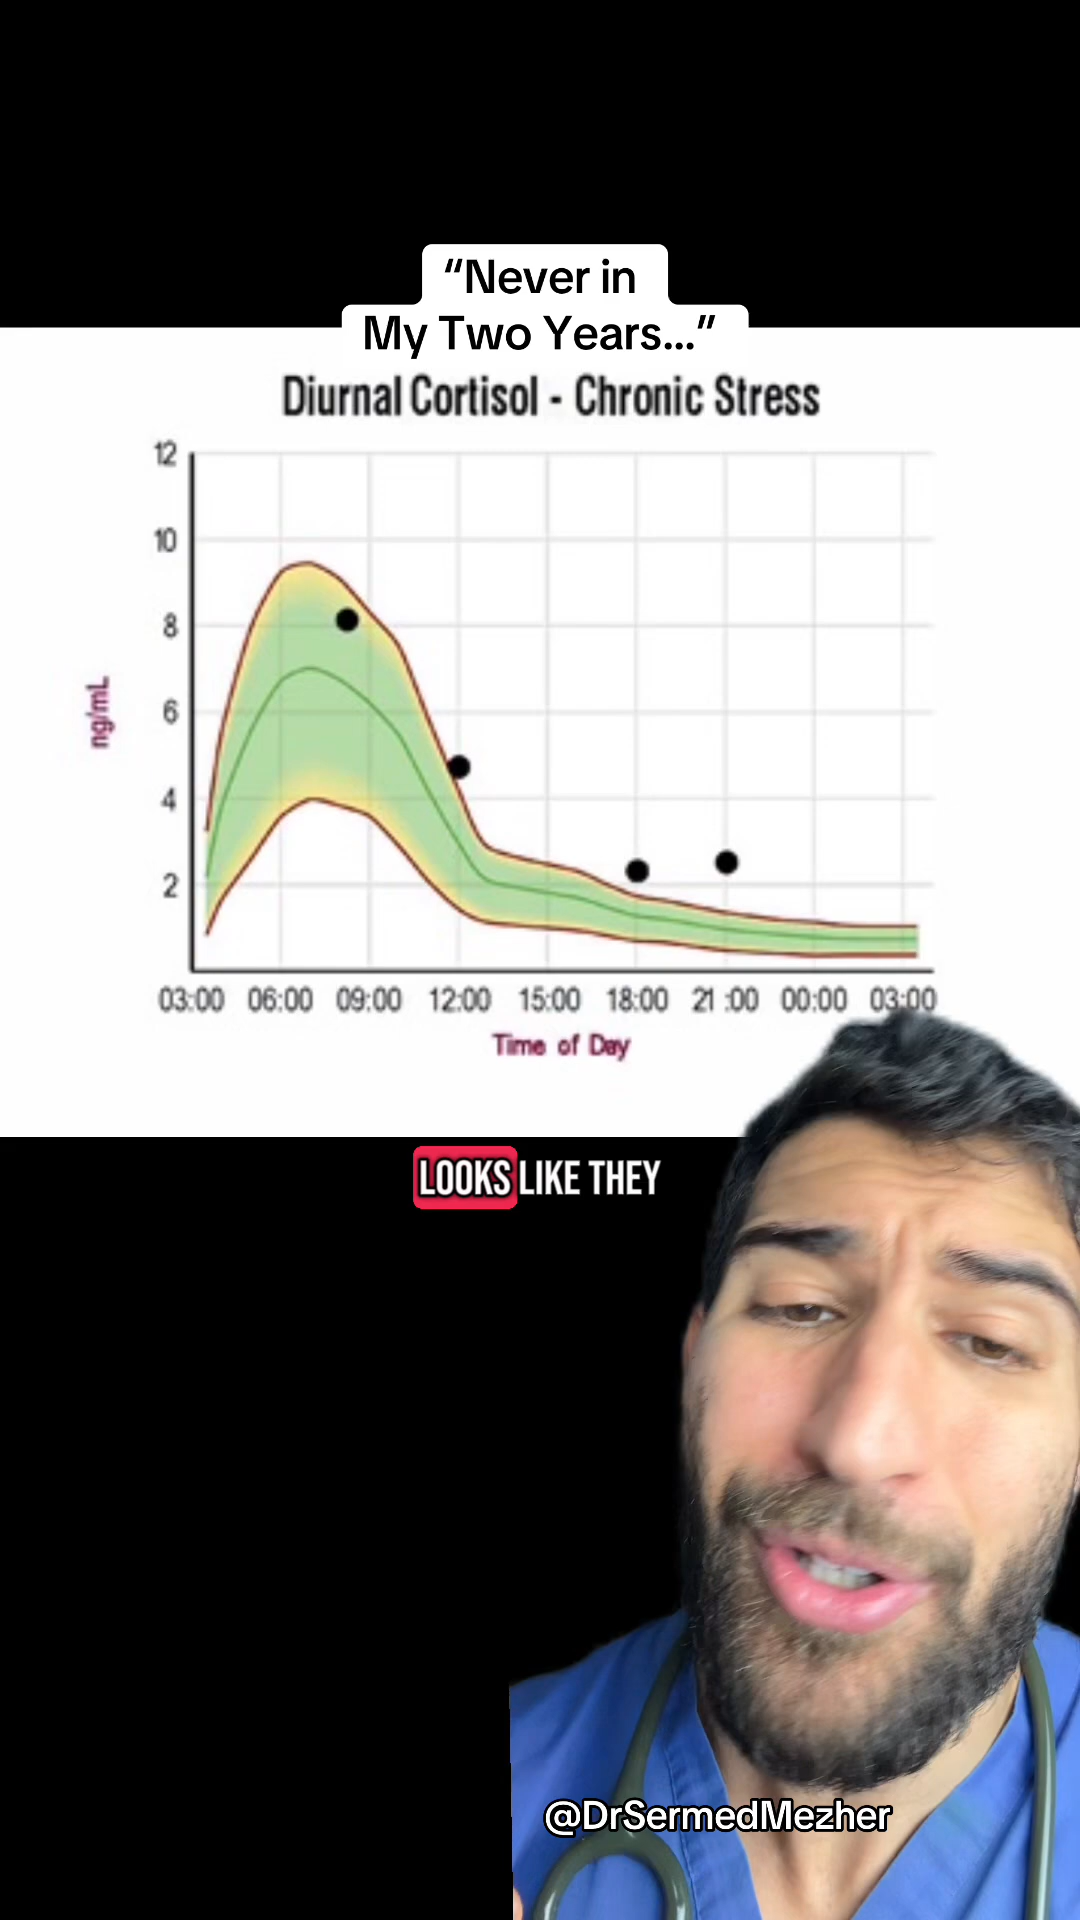 “Never in
My Two Years...”
Diurnal Cortisol - Chronic Stress
12
10
8
6
4
2
ng/mL
03:00 06:00 09:00 12:00 15:00 18:00 21:00 00:00 03:00
Time of Day
LOOKS LIKE THEY
@DrSermedMezher